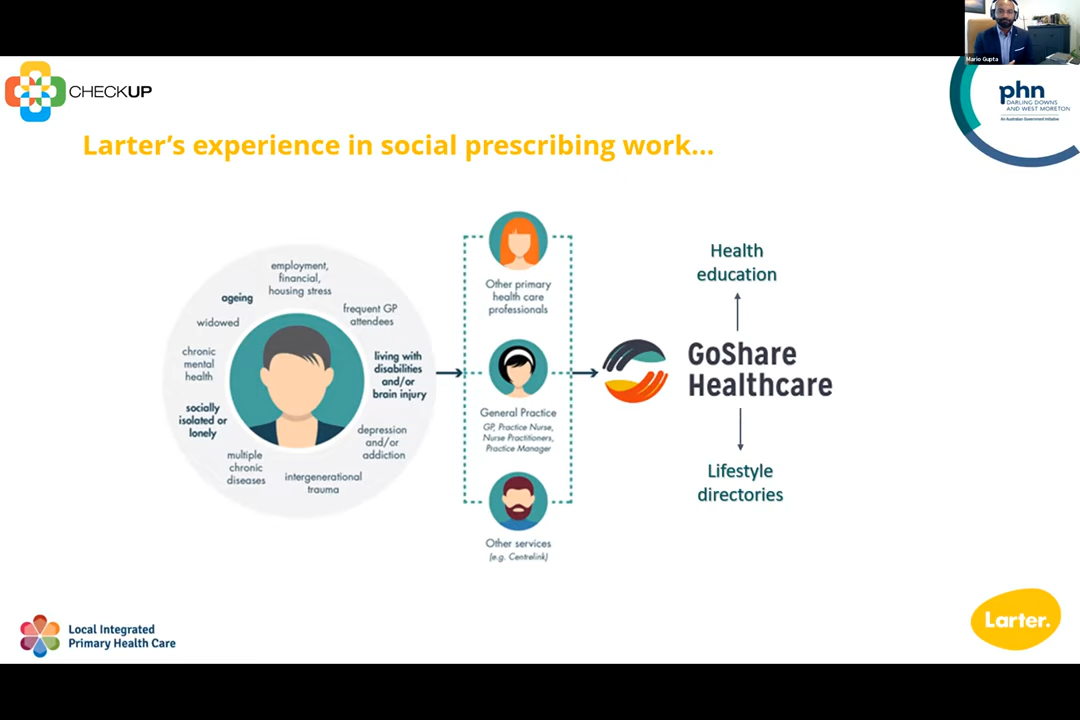 Mario Gupta
CHECKUP
phn
DARLING DOWNS
AND WEST MORETON
An Australian Government Initiative
Larter's experience in social prescribing work...
employment,
financial,
housing stress
ageing
frequent GP
attendees
widowed
chronic
mental
health
living with
disabilities
and/or
brain injury
socially
isolated or
lonely
depression
and/or
addiction
multiple
chronic
diseases
intergenerational
trauma
Other primary
health care
professionals
General Practice
GP, Practice Nurse,
Nurse Practitioners,
Practice Manager
Other services
(e.g. Centrelink)
Health
education
GoShare
Healthcare
Lifestyle
directories
Local Integrated
Primary Health Care
Larter.